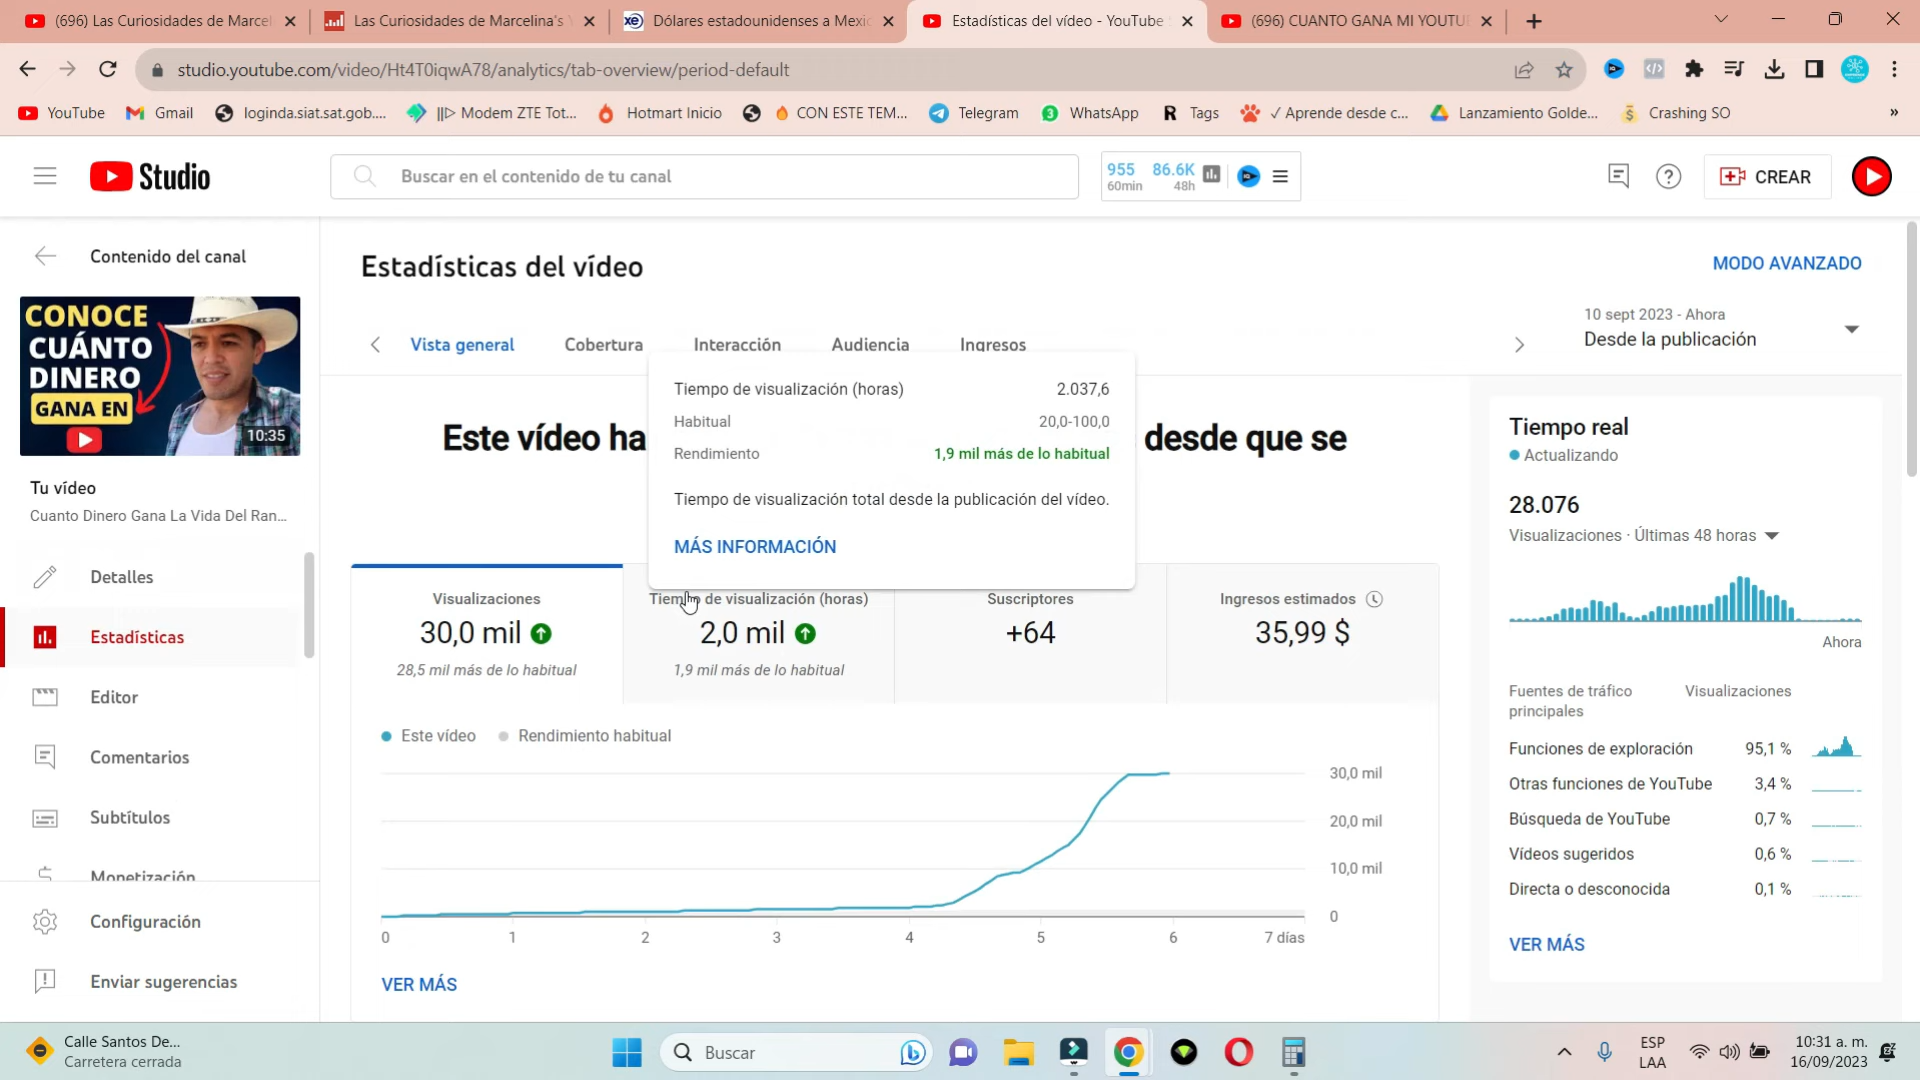 (696) Las Curiosidades de Marcel
Las Curiosidades de Marcelina's Y
xe
Dólares estadounidenses a Mexic
Estadísticas del vídeo - YouTube S
(696) CUANTO GANA MI YOUTU
studio.youtube.com/video/Ht4T0iqwA78/analytics/tab-overview/period-default
YouTube
Gmail
loginda.siat.sat.gob....
||▷ Modem ZTE Tot...
Hotmart Inicio
CON ESTE TEM...
Telegram
3
WhatsApp
R
Tags
✓ Aprende desde c...
Lanzamiento Golde...
Crashing SO
»
Studio
Buscar en el contenido de tu canal
955
60min
86.6K
48h
CREAR
Contenido del canal
Estadísticas del vídeo
MODO AVANZADO
CONOCE
CUÁNTO
DINERO
GANA EN
10:35
10 sept 2023 - Ahora
Desde la publicación
Vista general
Cobertura
Interacción
Audiencia
Ingresos
Tiempo de visualización (horas)
2.037,6
Habitual
20,0-100,0
Rendimiento
1,9 mil más de lo habitual
Tiempo de visualización total desde la publicación del vídeo.
MÁS INFORMACIÓN
Este vídeo ha
desde que se
Tiempo real
Actualizando
28.076
Visualizaciones · Últimas 48 horas
Ahora
Tu vídeo
Cuanto Dinero Gana La Vida Del Ran...
Detalles
Estadísticas
Editor
Comentarios
Subtítulos
Monetización
Configuración
Enviar sugerencias
Visualizaciones
30,0 mil
28,5 mil más de lo habitual
Tiempo de visualización (horas)
2,0 mil
1,9 mil más de lo habitual
Suscriptores
+64
Ingresos estimados
35,99 $
Este vídeo
Rendimiento habitual
30,0 mil
20,0 mil
10,0 mil
0
0
1
2
3
4
5
6
7 días
VER MÁS
Fuentes de tráfico
principales
Visualizaciones
Funciones de exploración
95,1 %
Otras funciones de YouTube
3,4 %
Búsqueda de YouTube
0,7 %
Vídeos sugeridos
0,6 %
Directa o desconocida
0,1 %
VER MÁS
Calle Santos De...
Carretera cerrada
Buscar
ESP
LAA
10:31 a. m.
16/09/2023